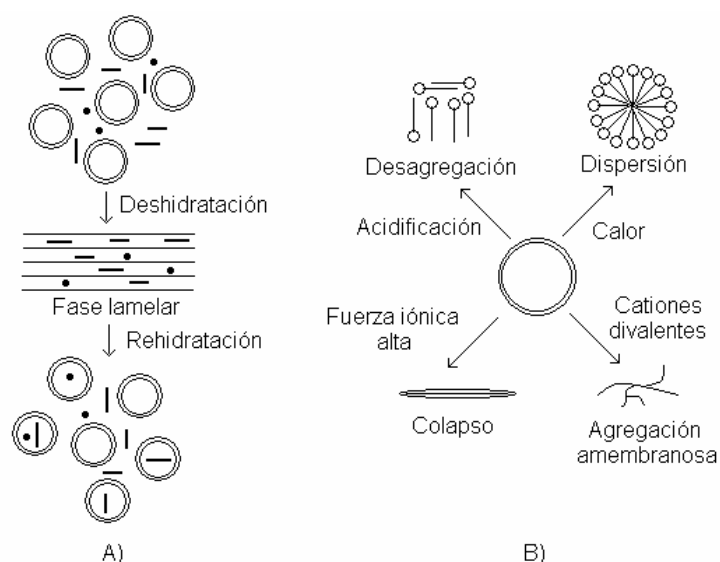 Deshidratación
Fase lamelar
Rehidratación
A)
Desagregación
Dispersión
Acidificación
Calor
Fuerza iónica
alta
Cationes
divalentes
Colapso
Agregación
amembranosa
B)